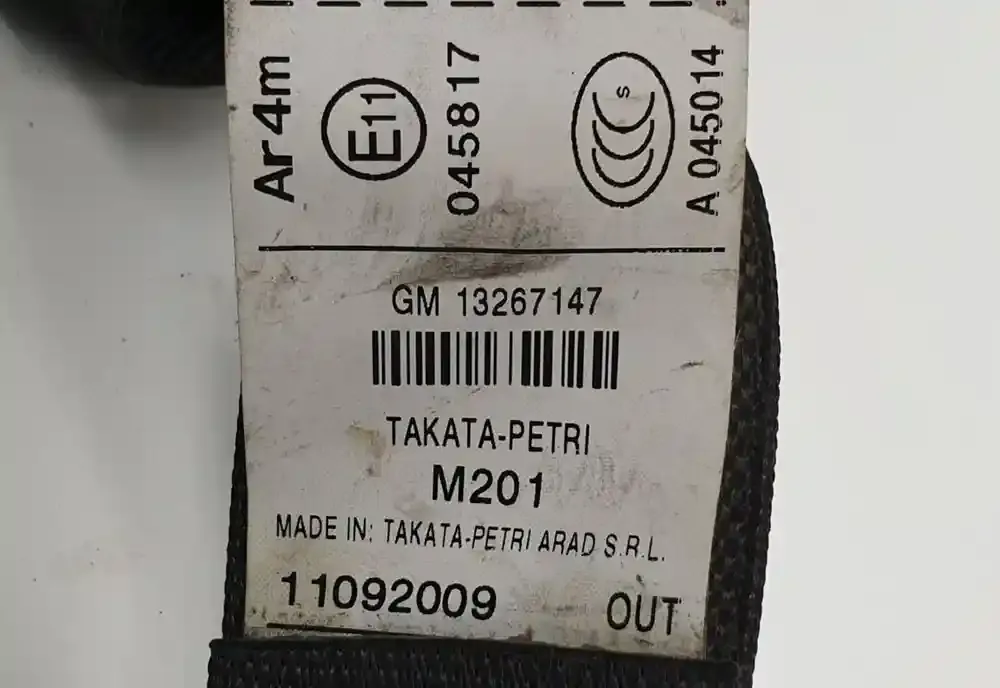 Ar4m
E11
045817
S
A 045014
GM 13267147
TAKATA-PETRI
M201
MADE IN: TAKATA-PETRI ARAD S.R.L.
11092009 OUT